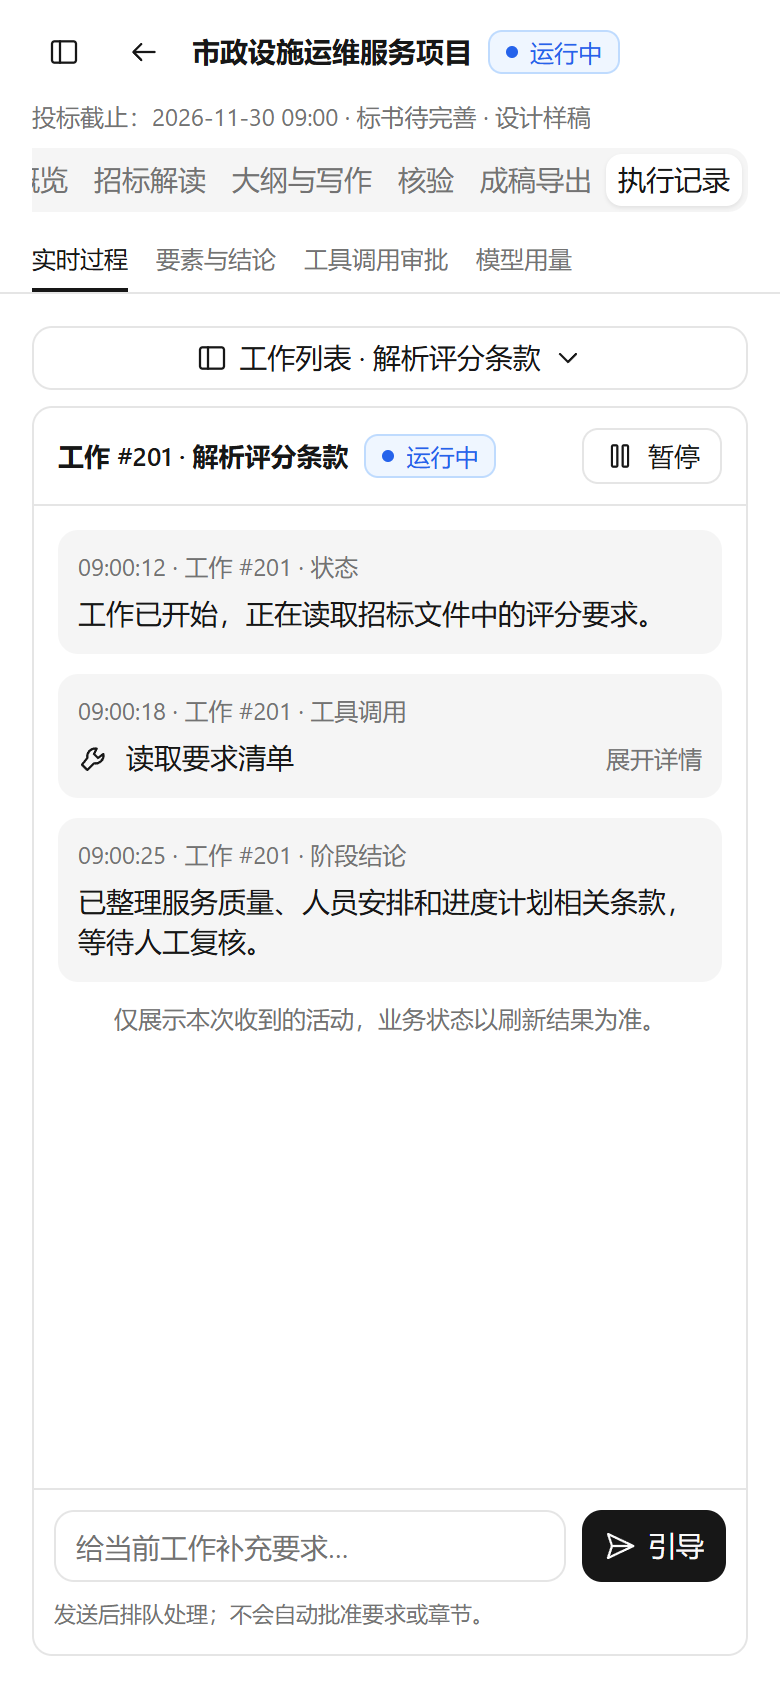 市政设施运维服务项目 运行中
投标截止：2026-11-30 09:00 · 标书待完善 · 设计样稿
览 招标解读 大纲与写作 核验 成稿导出 执行记录
实时过程 要素与结论 工具调用审批 模型用量
工作列表 · 解析评分条款
工作 #201 · 解析评分条款 运行中 暂停
09:00:12 · 工作 #201 · 状态
工作已开始，正在读取招标文件中的评分要求。
09:00:18 · 工作 #201 · 工具调用
读取要求清单 展开详情
09:00:25 · 工作 #201 · 阶段结论
已整理服务质量、人员安排和进度计划相关条款，
等待人工复核。
仅展示本次收到的活动，业务状态以刷新结果为准。
给当前工作补充要求... 引导
发送后排队处理；不会自动批准要求或章节。